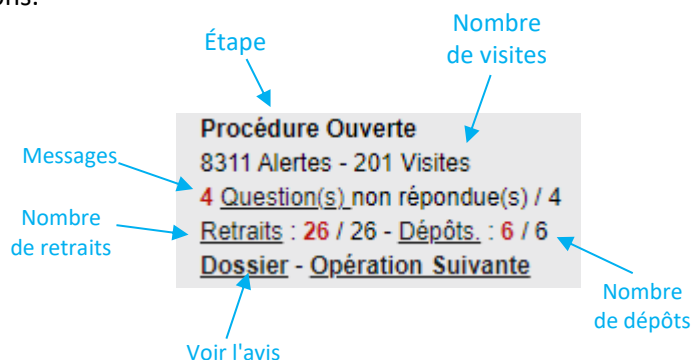 ons.
Étape
Nombre
de visites
Procédure Ouverte
Messages
8311 Alertes - 201 Visites
4 Question(s) non répondue(s) / 4
Nombre
de retraits
Retraits : 26 / 26 - Dépôts. : 6 / 6
Dossier - Opération Suivante
Nombre
de dépôts
Voir l'avis